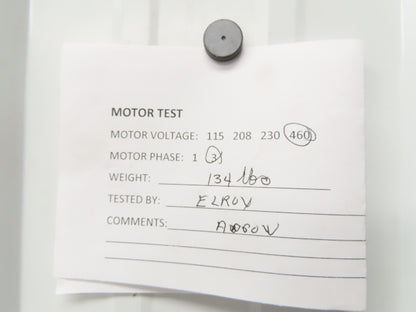 MOTOR TEST
MOTOR VOLTAGE: 115 208 230 460
MOTOR PHASE: 1 3
WEIGHT: 134 lbs
TESTED BY: ELROY
COMMENTS: